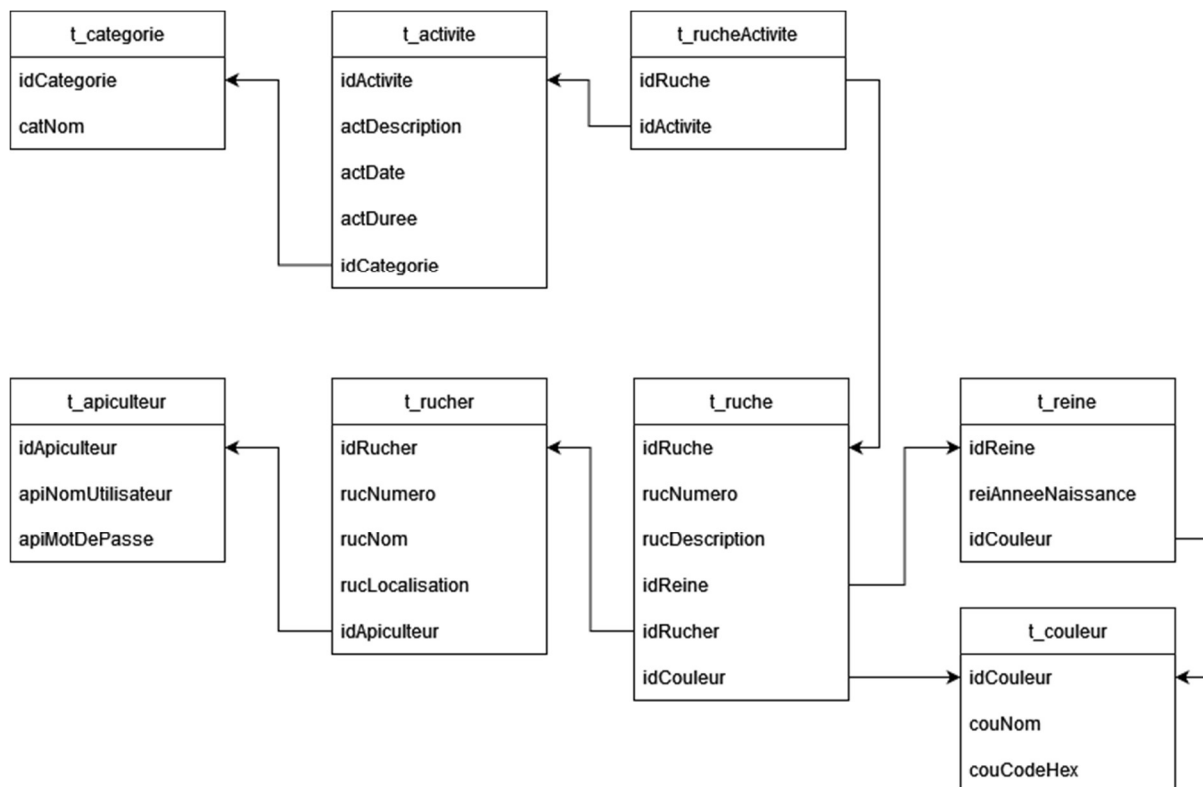 t_categorie
idCategorie
catNom
t_activite
idActivite
actDescription
actDate
actDuree
idCategorie
t_rucheActivite
idRuche
idActivite
t_apiculteur
idApiculteur
apiNomUtilisateur
apiMotDePasse
t_rucher
idRucher
rucNumero
rucNom
rucLocalisation
idApiculteur
t_ruche
idRuche
rucNumero
rucDescription
idReine
idRucher
idCouleur
t_reine
idReine
reiAnneeNaissance
idCouleur
t_couleur
idCouleur
couNom
couCodeHex